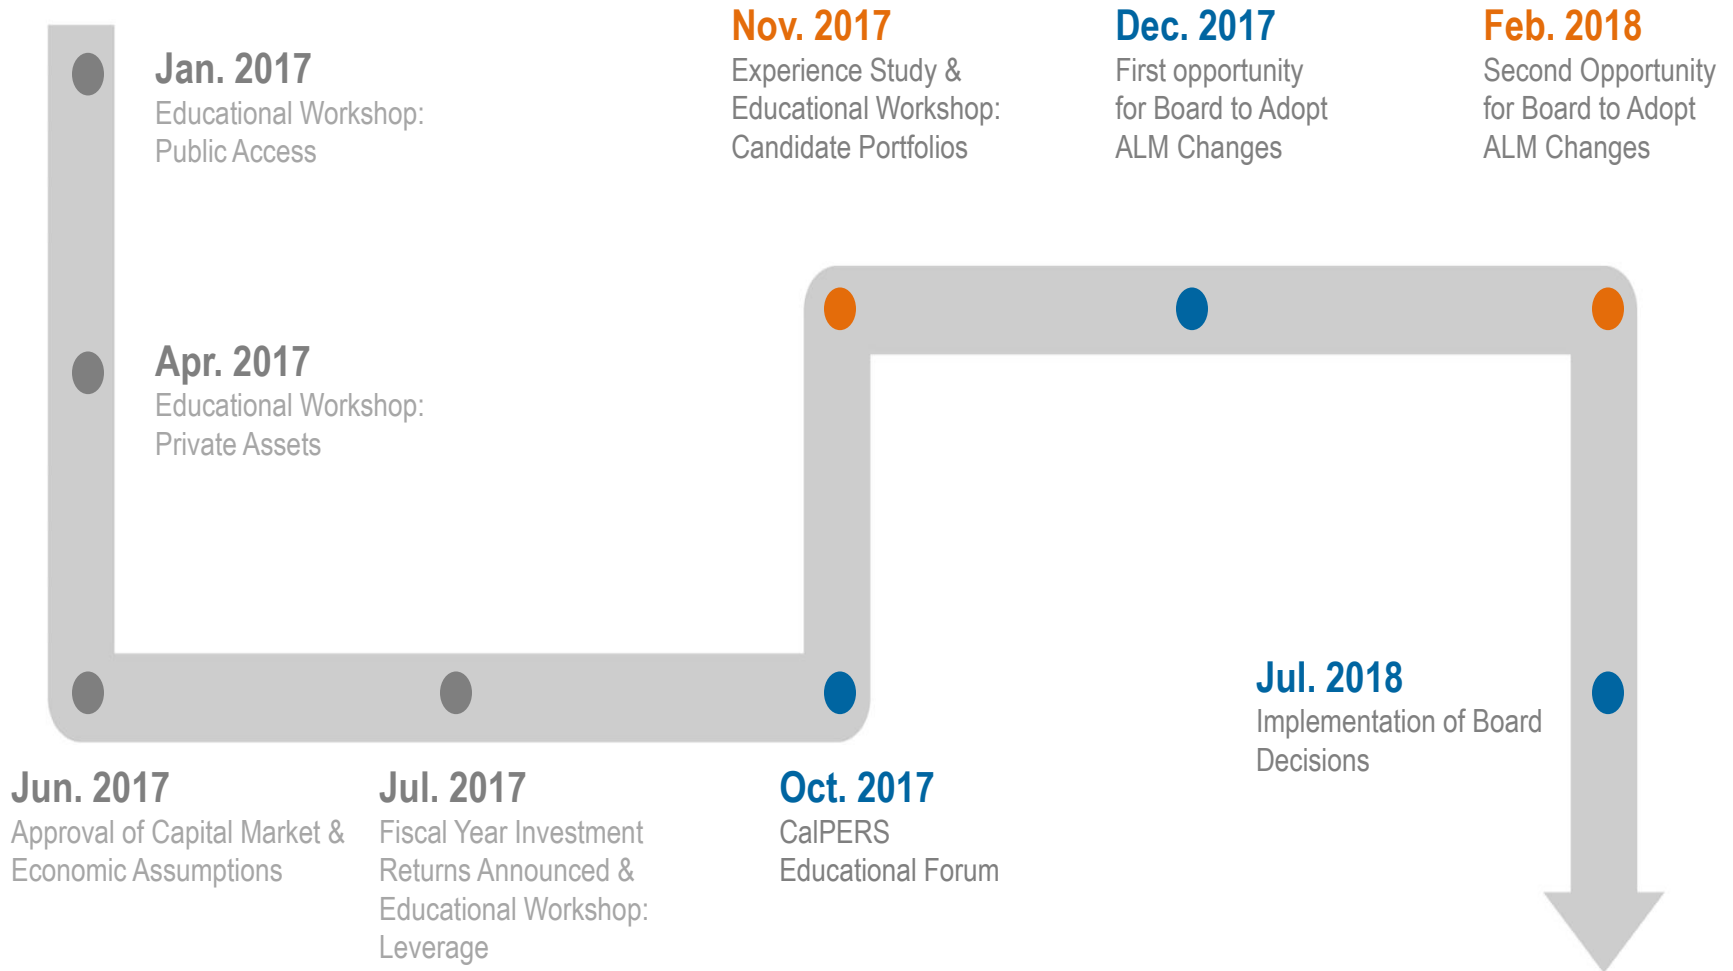 Jan. 2017
Educational Workshop:
Public Access
Apr. 2017
Educational Workshop:
Private Assets
Jun. 2017
Approval of Capital Market &
Economic Assumptions
Jul. 2017
Fiscal Year Investment
Returns Announced &
Educational Workshop:
Leverage
Oct. 2017
CalPERS
Educational Forum
Nov. 2017
Experience Study &
Educational Workshop:
Candidate Portfolios
Dec. 2017
First opportunity
for Board to Adopt
ALM Changes
Feb. 2018
Second Opportunity
for Board to Adopt
ALM Changes
Jul. 2018
Implementation of Board
Decisions